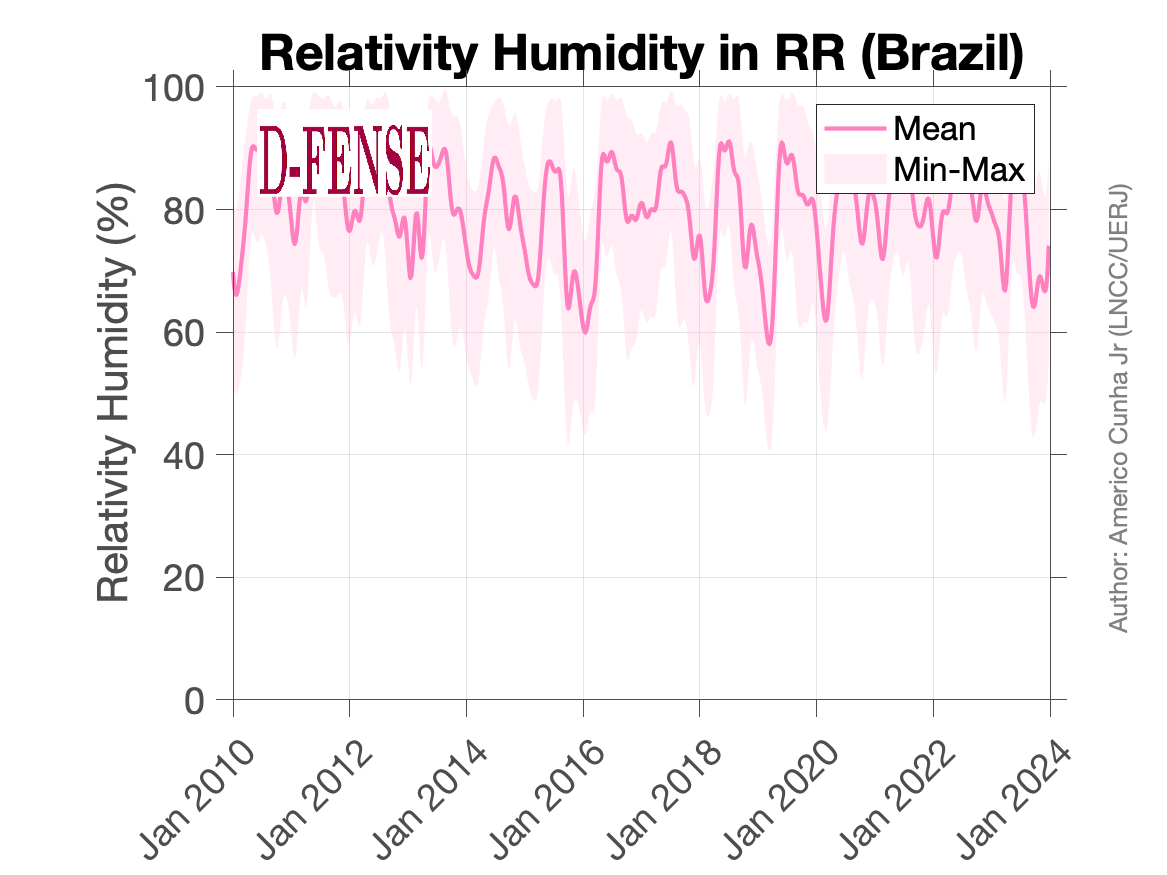 Relativity Humidity in RR (Brazil)
D-FENSE
Mean
Min-Max
Relativity Humidity (%)
100
80
60
40
20
0
Jan 2010
Jan 2012
Jan 2014
Jan 2016
Jan 2018
Jan 2020
Jan 2022
Jan 2024
Author: Americo Cunha Jr (LNCC/UERJ)